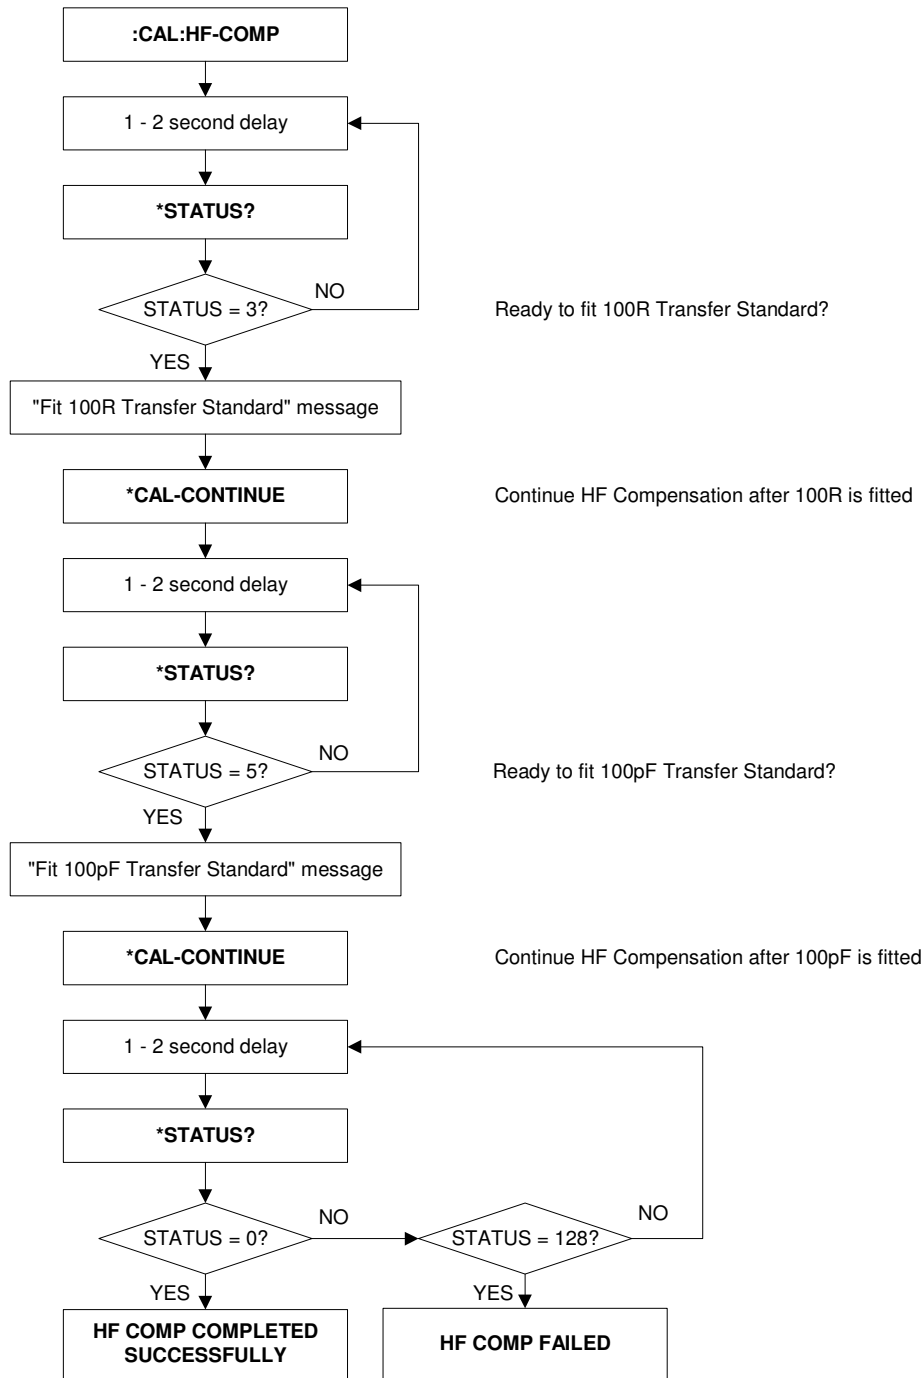 :CAL:HF-COMP
1 - 2 second delay
*STATUS?
STATUS = 3?
NO
Ready to fit 100R Transfer Standard?
YES
"Fit 100R Transfer Standard" message
*CAL-CONTINUE
Continue HF Compensation after 100R is fitted
1 - 2 second delay
*STATUS?
STATUS = 5?
NO
Ready to fit 100pF Transfer Standard?
YES
"Fit 100pF Transfer Standard" message
*CAL-CONTINUE
Continue HF Compensation after 100pF is fitted
1 - 2 second delay
*STATUS?
STATUS = 0?
NO
STATUS = 128?
NO
YES
YES
HF COMP COMPLETED
SUCCESSFULLY
HF COMP FAILED